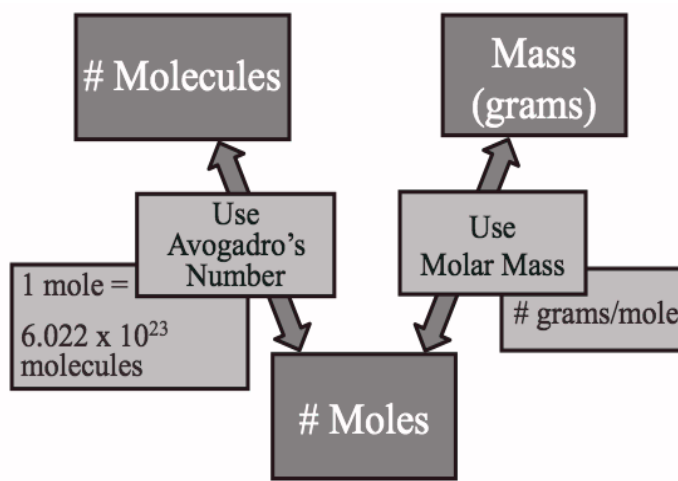 # Molecules
Mass
(grams)
Use
Avogadro's
Number
Use
Molar Mass
1 mole =
6.022 x 10²³
molecules
# grams/mole
# Moles